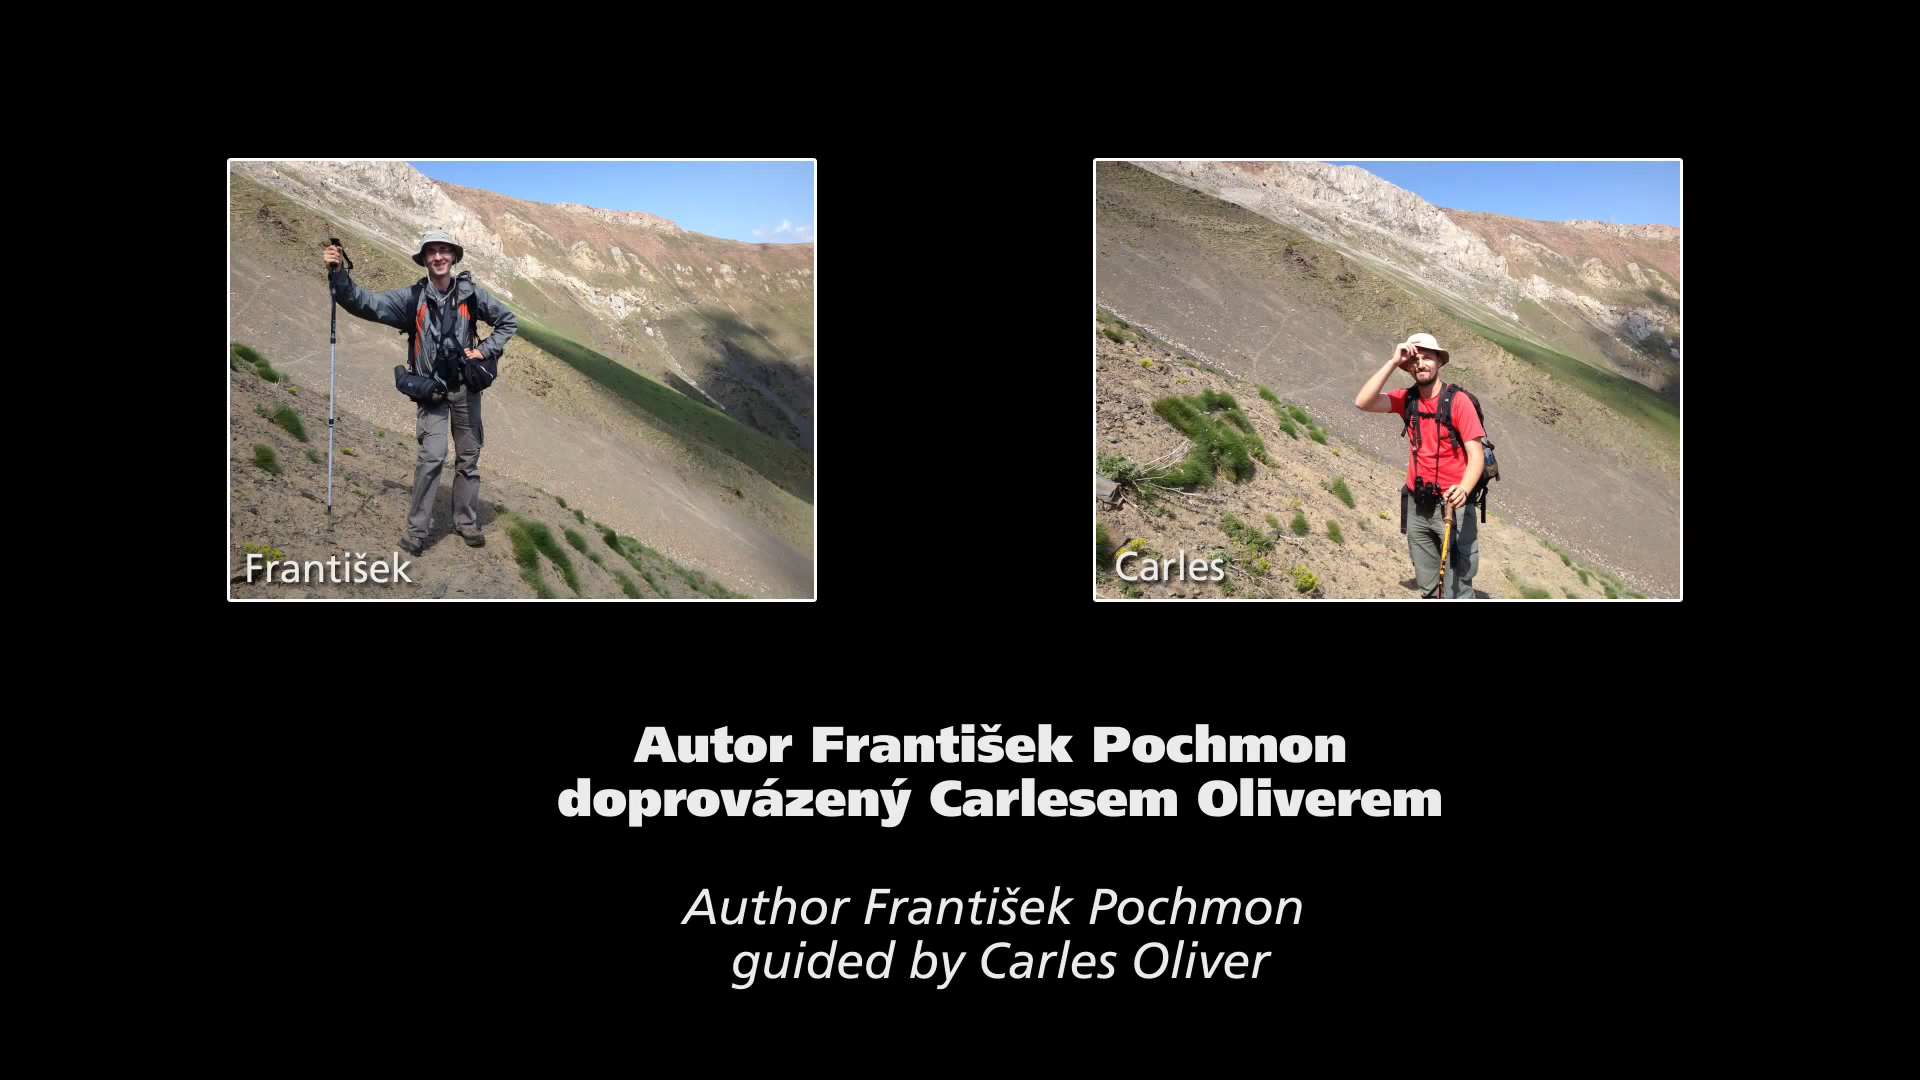 František
Carles
Autor František Pochmon
doprovázený Carlesem Oliverem
Author František Pochmon
guided by Carles Oliver